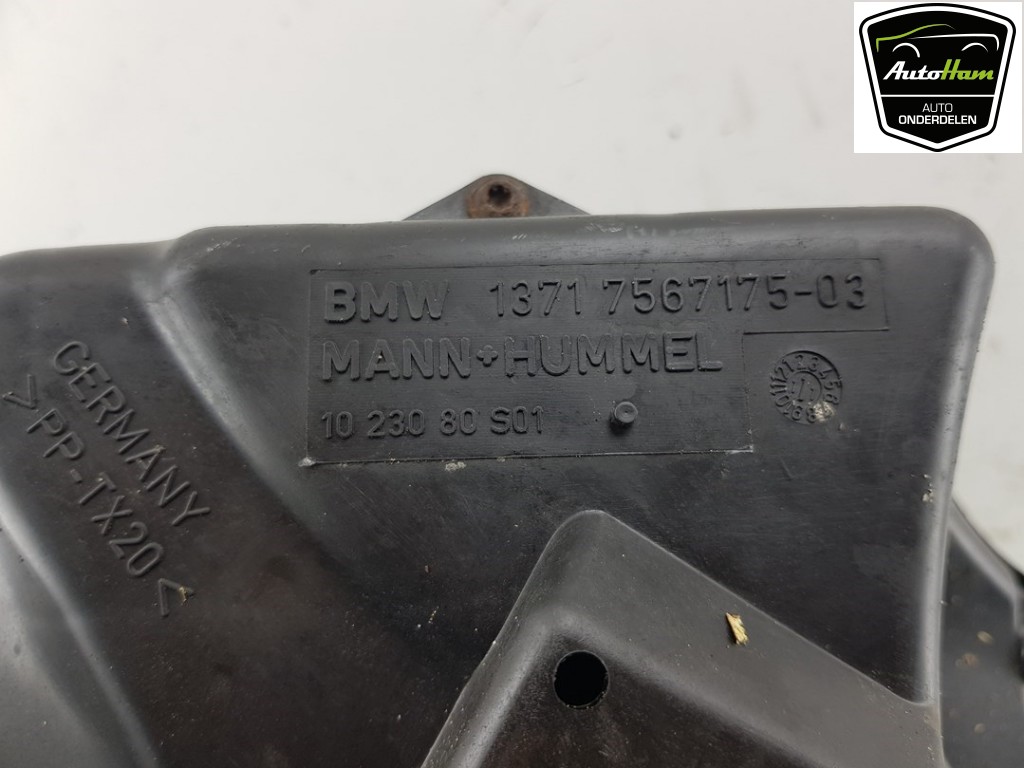 AutoHam
AUTO
ONDERDELEN
BMW 1371 7567175-03
MANN+HUMMEL
10 230 80 S01
GERMANY
>PP-TX20<